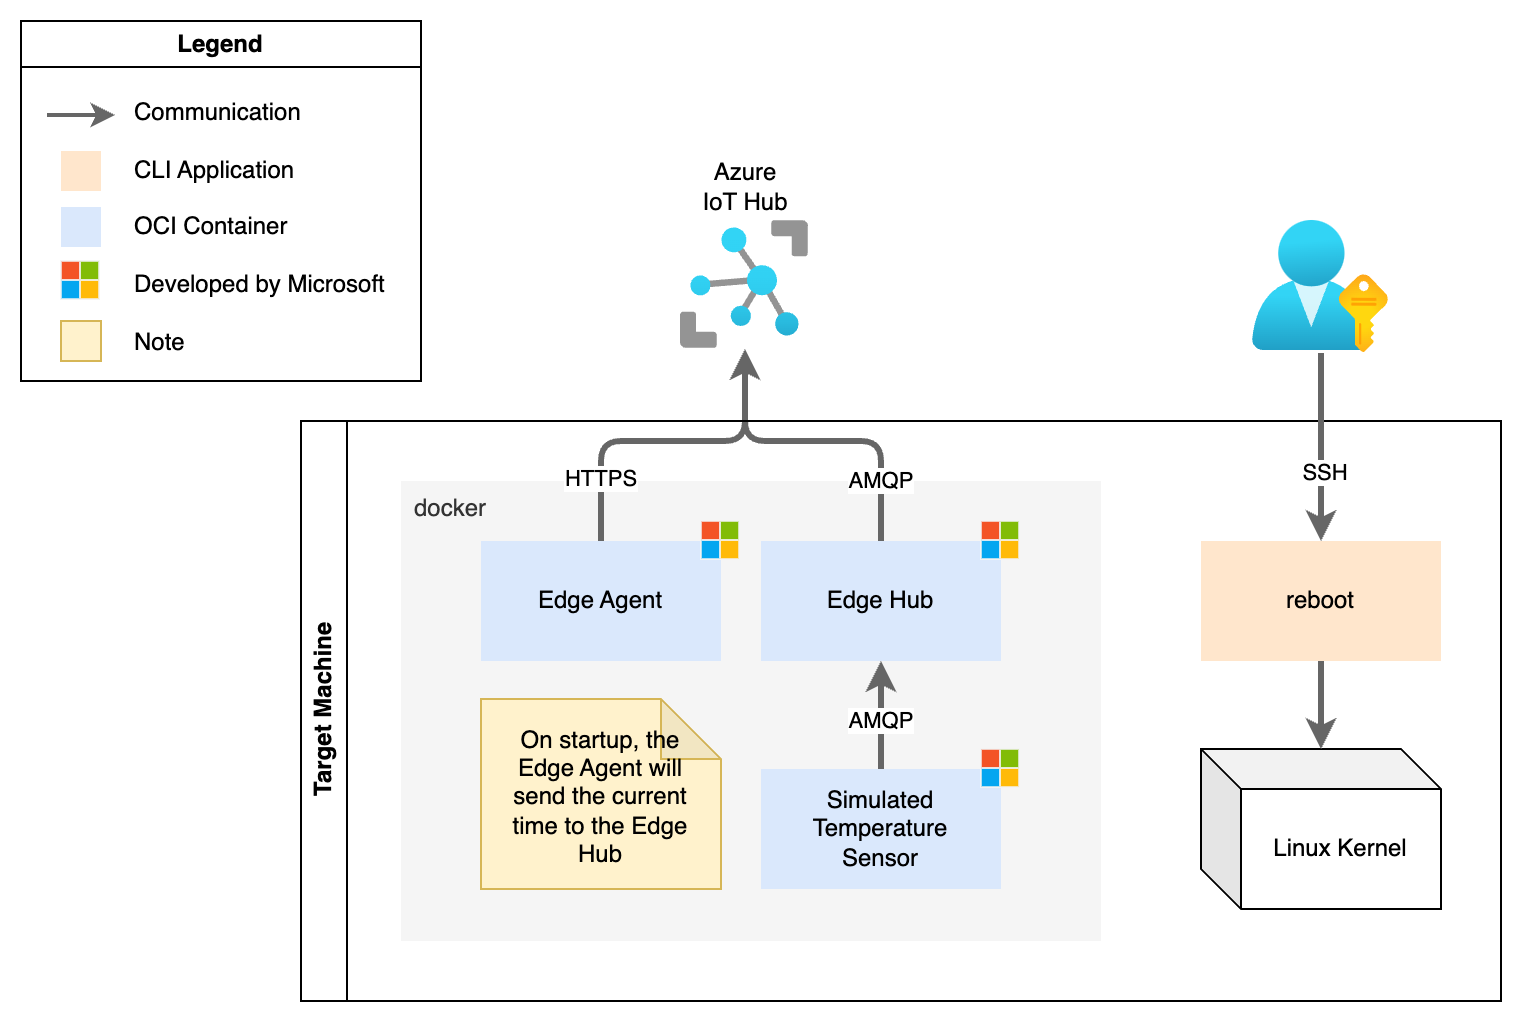 Legend
Communication
CLI Application
OCI Container
Developed by Microsoft
Note
Azure
IoT Hub
HTTPS
AMQP
SSH
docker
Edge Agent
Edge Hub
reboot
Target Machine
On startup, the
Edge Agent will
send the current
time to the Edge
Hub
AMQP
Simulated
Temperature
Sensor
Linux Kernel